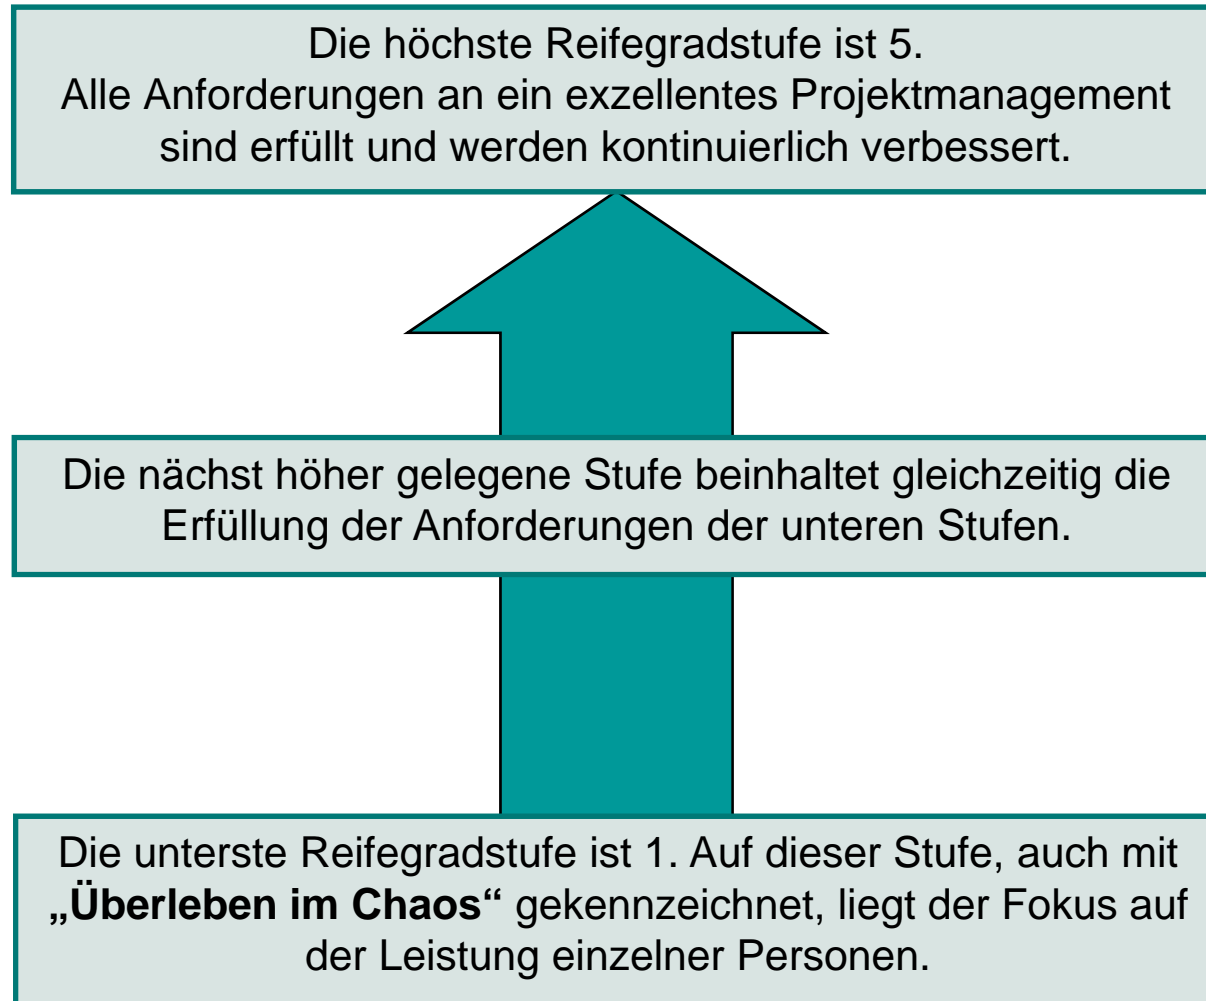 Die höchste Reifegradstufe ist 5.
Alle Anforderungen an ein exzellentes Projektmanagement
sind erfüllt und werden kontinuierlich verbessert.
Die nächst höher gelegene Stufe beinhaltet gleichzeitig die
Erfüllung der Anforderungen der unteren Stufen.
Die unterste Reifegradstufe ist 1. Auf dieser Stufe, auch mit
„Überleben im Chaos“ gekennzeichnet, liegt der Fokus auf
der Leistung einzelner Personen.